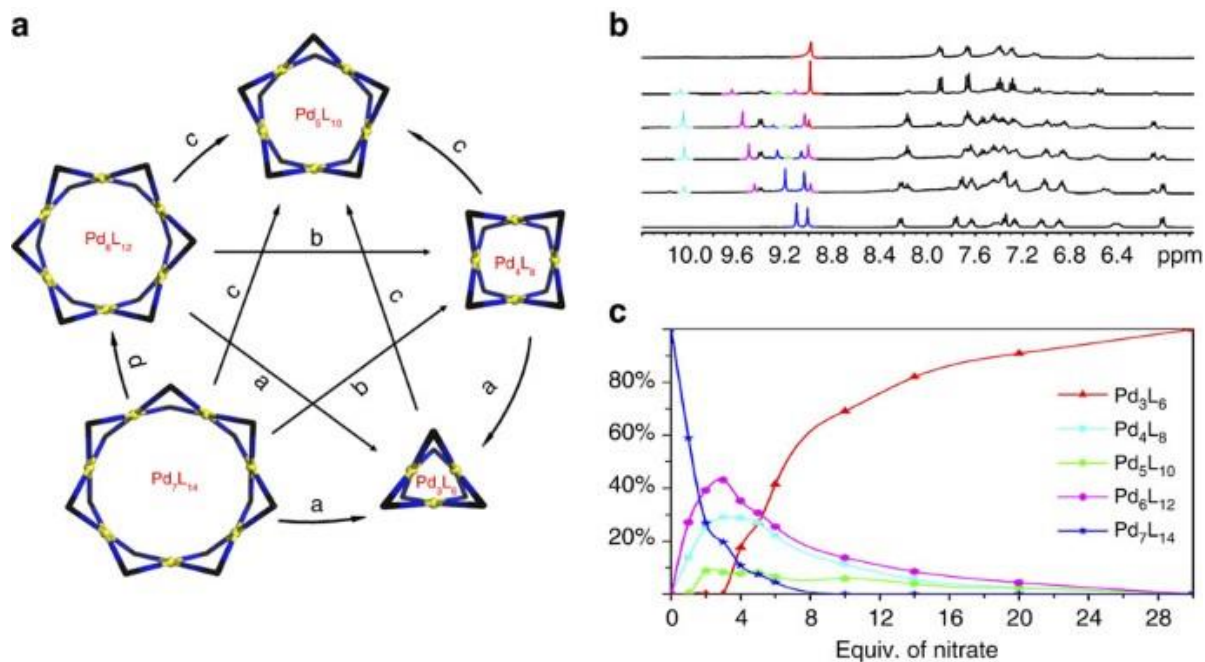 a
Pd₅L₁₀
c
c
Pd₆L₁₂
b
Pd₄L₈
c
c
d
a
b
a
Pd₇L₁₄
Pd₃L₆
a
b
10.0 9.6 9.2 8.8 8.4 8.0 7.6 7.2 6.8 6.4 ppm
c
80%
60%
40%
20%
Pd₃L₆
Pd₄L₈
Pd₅L₁₀
Pd₆L₁₂
Pd₇L₁₄
0 4 8 12 16 20 24 28
Equiv. of nitrate